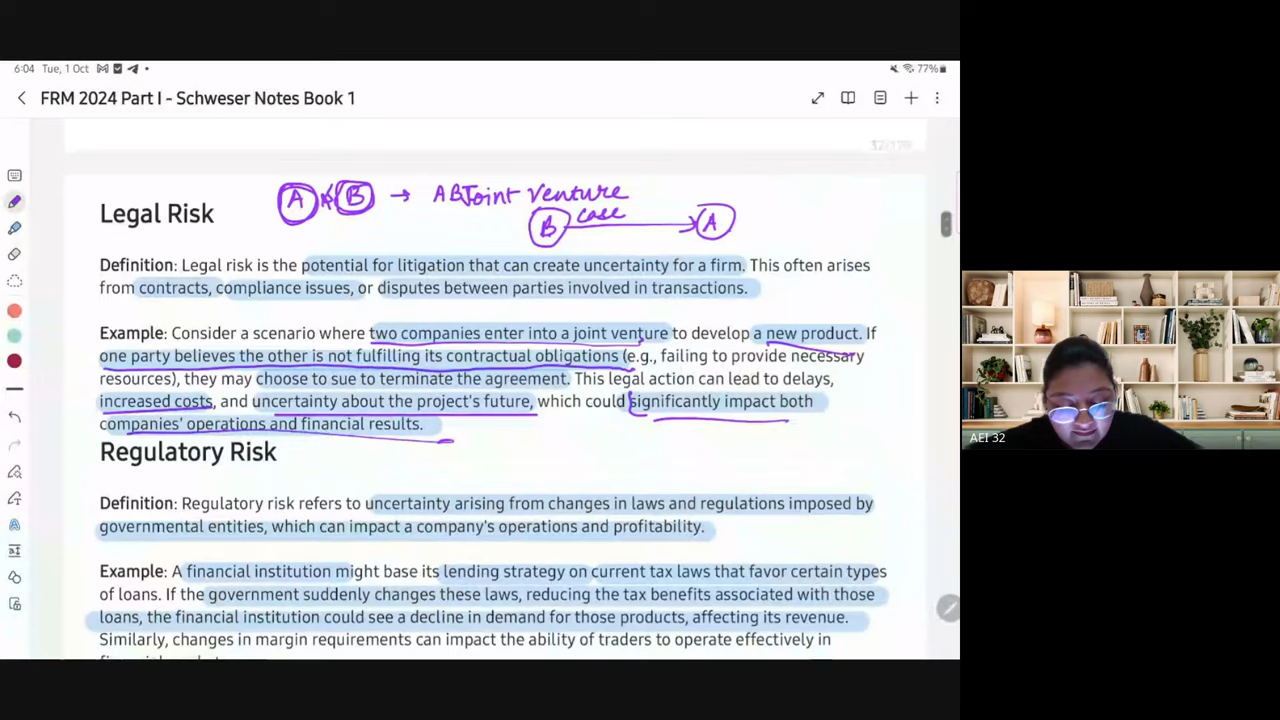 6:04 Tue, 1 Oct 77%
FRM 2024 Part I - Schweser Notes Book 1
A B → AB Joint Venture
Legal Risk
B case A
Definition: Legal risk is the potential for litigation that can create uncertainty for a firm. This often arises
from contracts, compliance issues, or disputes between parties involved in transactions.
Example: Consider a scenario where two companies enter into a joint venture to develop a new product. If
one party believes the other is not fulfilling its contractual obligations (e.g., failing to provide necessary
resources), they may choose to sue to terminate the agreement. This legal action can lead to delays,
increased costs, and uncertainty about the project's future, which could significantly impact both
companies' operations and financial results.
Regulatory Risk
Definition: Regulatory risk refers to uncertainty arising from changes in laws and regulations imposed by
governmental entities, which can impact a company's operations and profitability.
Example: A financial institution might base its lending strategy on current tax laws that favor certain types
of loans. If the government suddenly changes these laws, reducing the tax benefits associated with those
loans, the financial institution could see a decline in demand for those products, affecting its revenue.
Similarly, changes in margin requirements can impact the ability of traders to operate effectively in
AEI 32